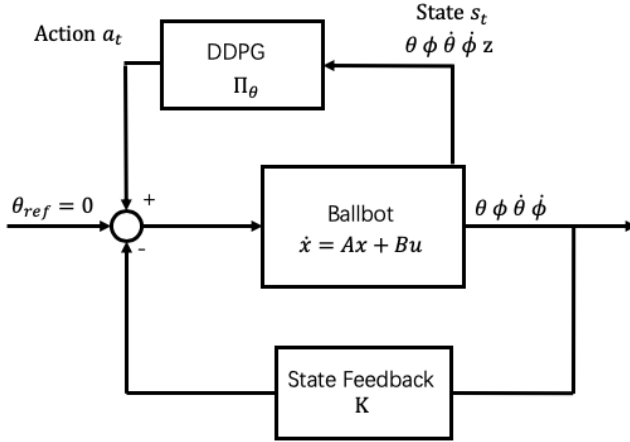 State s_t
Action a_t
θ ϕ θ̇ ϕ̇ z
DDPG
Π_θ
θ_ref = 0
+
Ballbot
θ ϕ θ̇ ϕ̇
-
ẋ = Ax + Bu
State Feedback
K